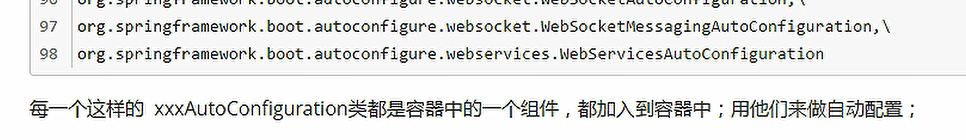 96 org.springframework.boot.autoconfigure.websocket.WebSocketAutoConfiguration,\
97 org.springframework.boot.autoconfigure.websocket.WebSocketMessagingAutoConfiguration,\
98 org.springframework.boot.autoconfigure.webservices.WebServicesAutoConfiguration
每一个这样的 xxxAutoConfiguration类都是容器中的一个组件，都加入到容器中；用他们来做自动配置；